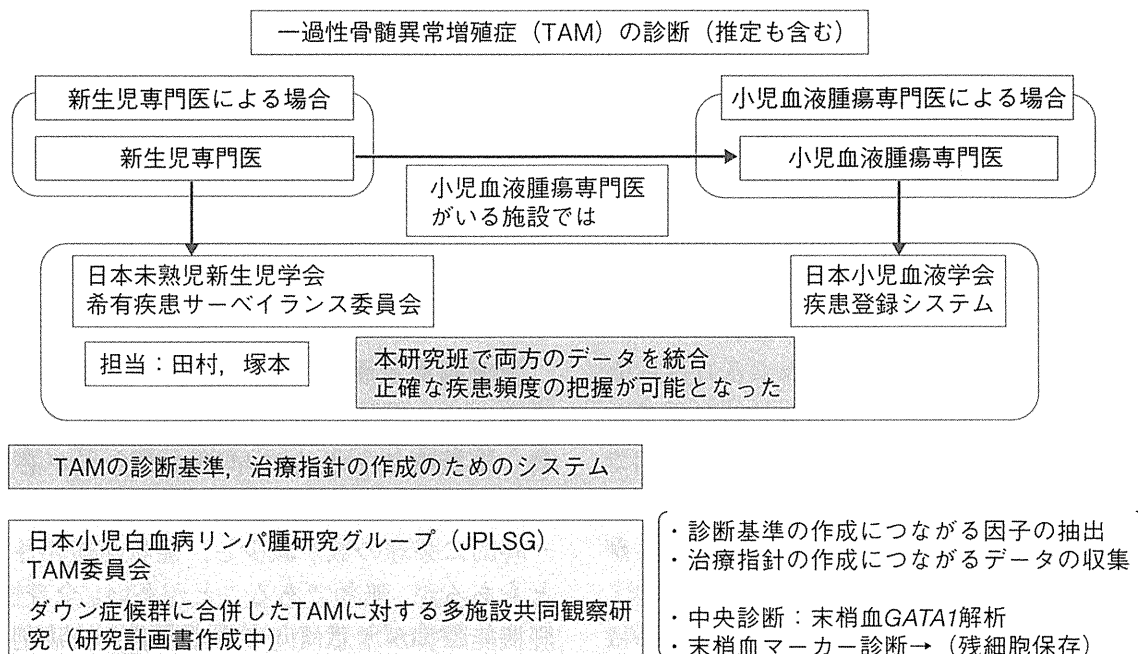 一過性骨髄異常増殖症（TAM）の診断（推定も含む）
新生児専門医による場合
小児血液腫瘍専門医による場合
新生児専門医
小児血液腫瘍専門医
小児血液腫瘍専門医
がいる施設では
日本未熟児新生児学会
希有疾患サーベイランス委員会
日本小児血液学会
疾患登録システム
担当：田村，塚本
本研究班で両方のデータを統合
正確な疾患頻度の把握が可能となった
TAMの診断基準，治療指針の作成のためのシステム
日本小児白血病リンパ腫研究グループ（JPLSG）
TAM委員会
ダウン症候群に合併したTAMに対する多施設共同観察研
究（研究計画書作成中）
・診断基準の作成につながる因子の抽出
・治療指針の作成につながるデータの収集
・中央診断：末梢血GATA1解析
・末梢血マーカー診断→（残細胞保存）